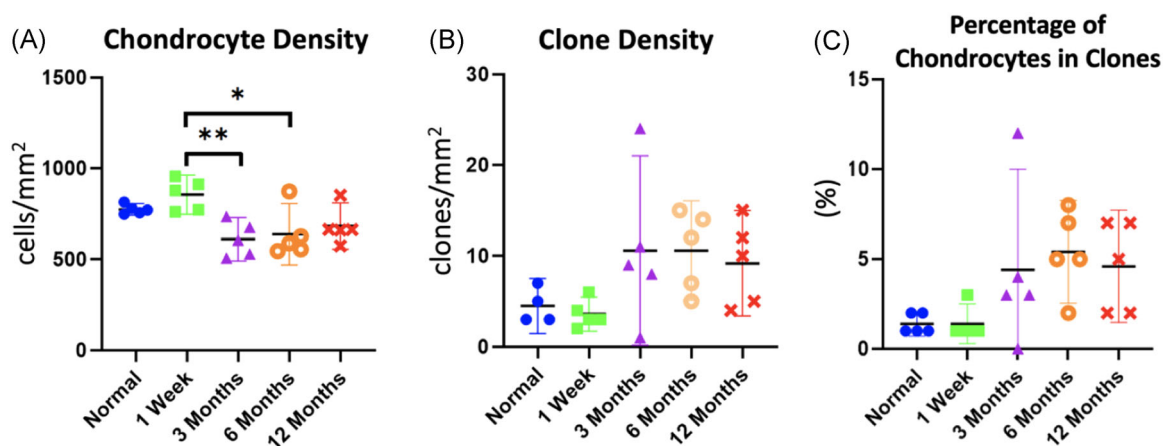 (A)
Chondrocyte Density
cells/mm²
1500
1000
500
0
*
**
Normal
1 Week
3 Months
6 Months
12 Months
(B)
Clone Density
clones/mm²
30
20
10
0
Normal
1 Week
3 Months
6 Months
12 Months
(C)
Percentage of
Chondrocytes in Clones
(%)
15
10
5
0
Normal
1 Week
3 Months
6 Months
12 Months